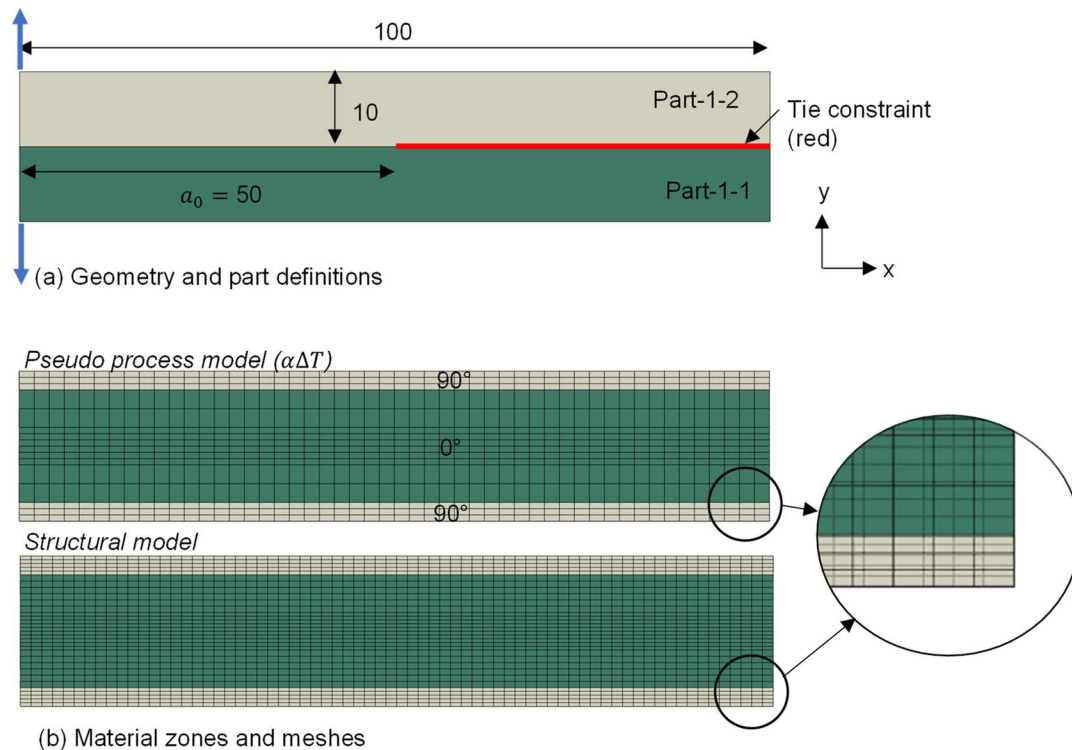 100
10
Part-1-2
Tie constraint
(red)
a₀ = 50
Part-1-1
y
x
(a) Geometry and part definitions
Pseudo process model (αΔT)
90°
0°
90°
Structural model
(b) Material zones and meshes